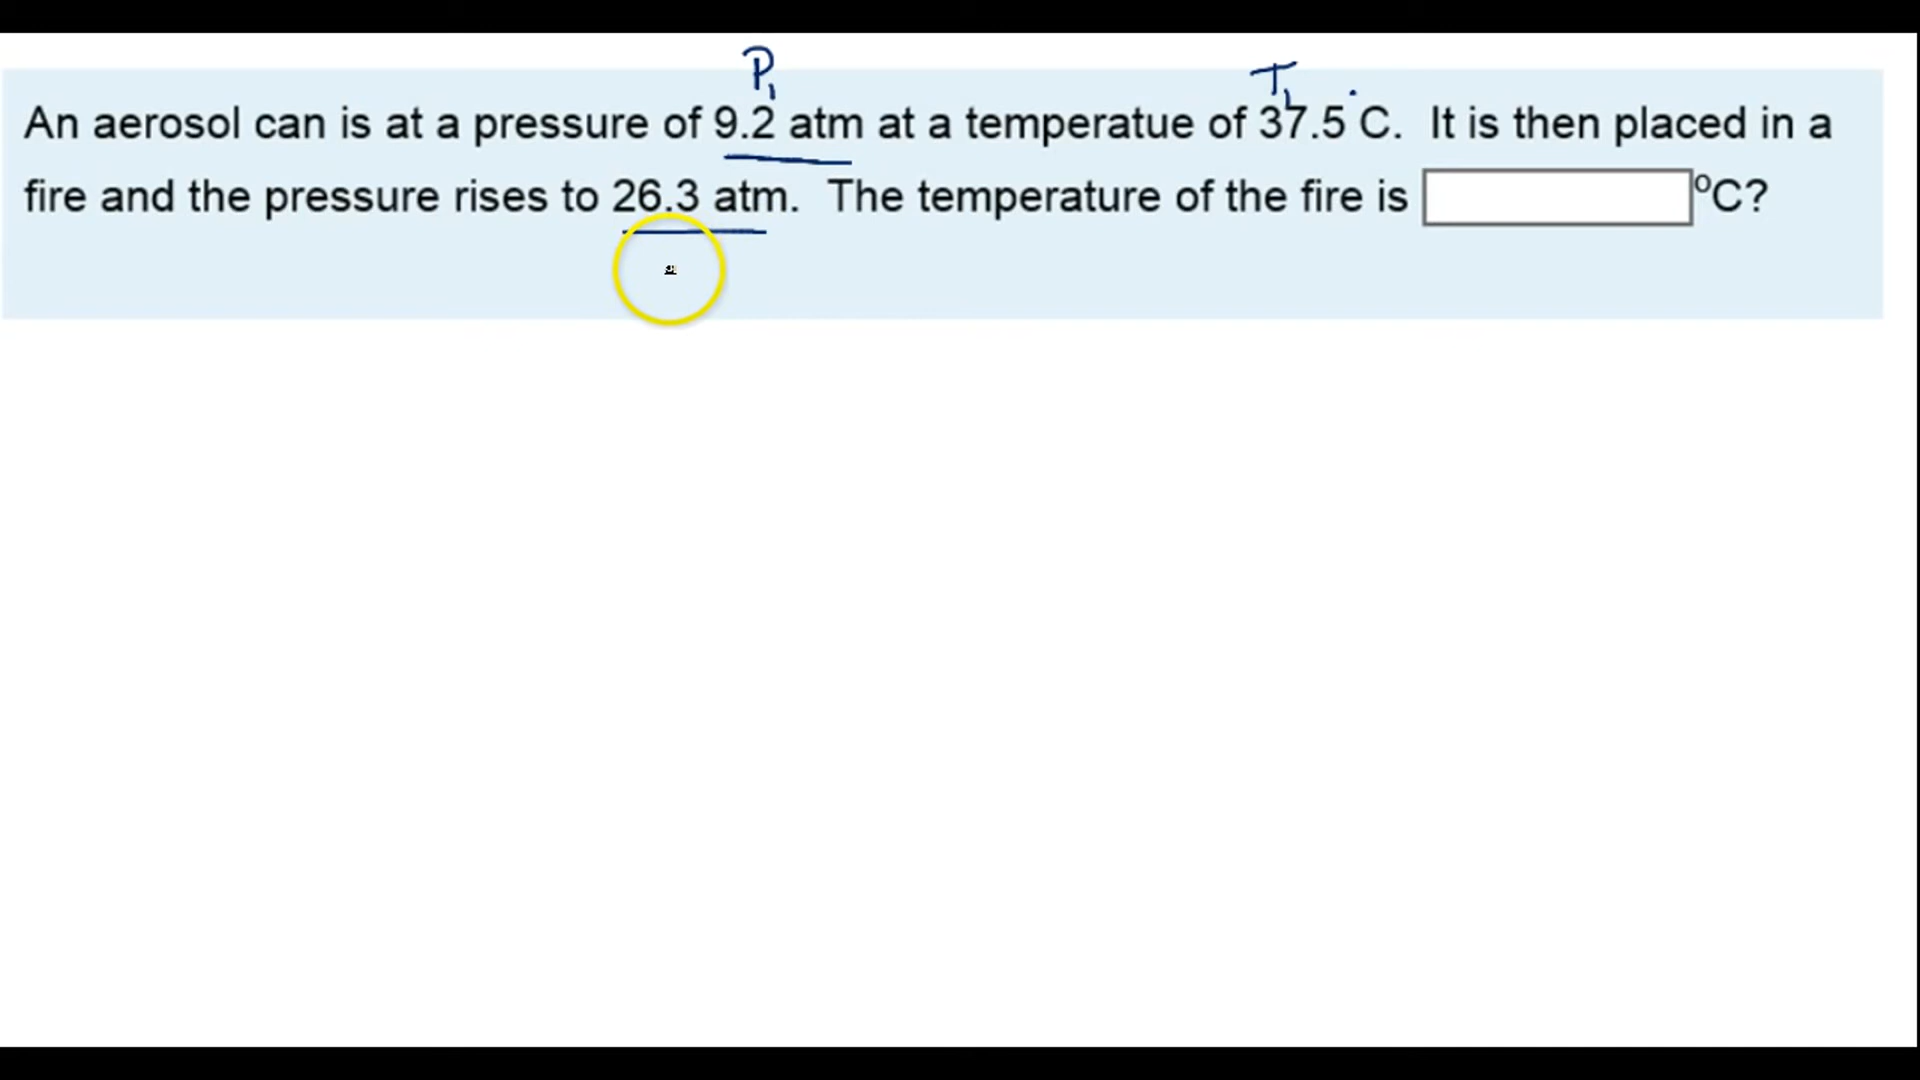 P₁ T₁
An aerosol can is at a pressure of 9.2 atm at a temperatue of 37.5˙C. It is then placed in a
fire and the pressure rises to 26.3 atm. The temperature of the fire is ºC?